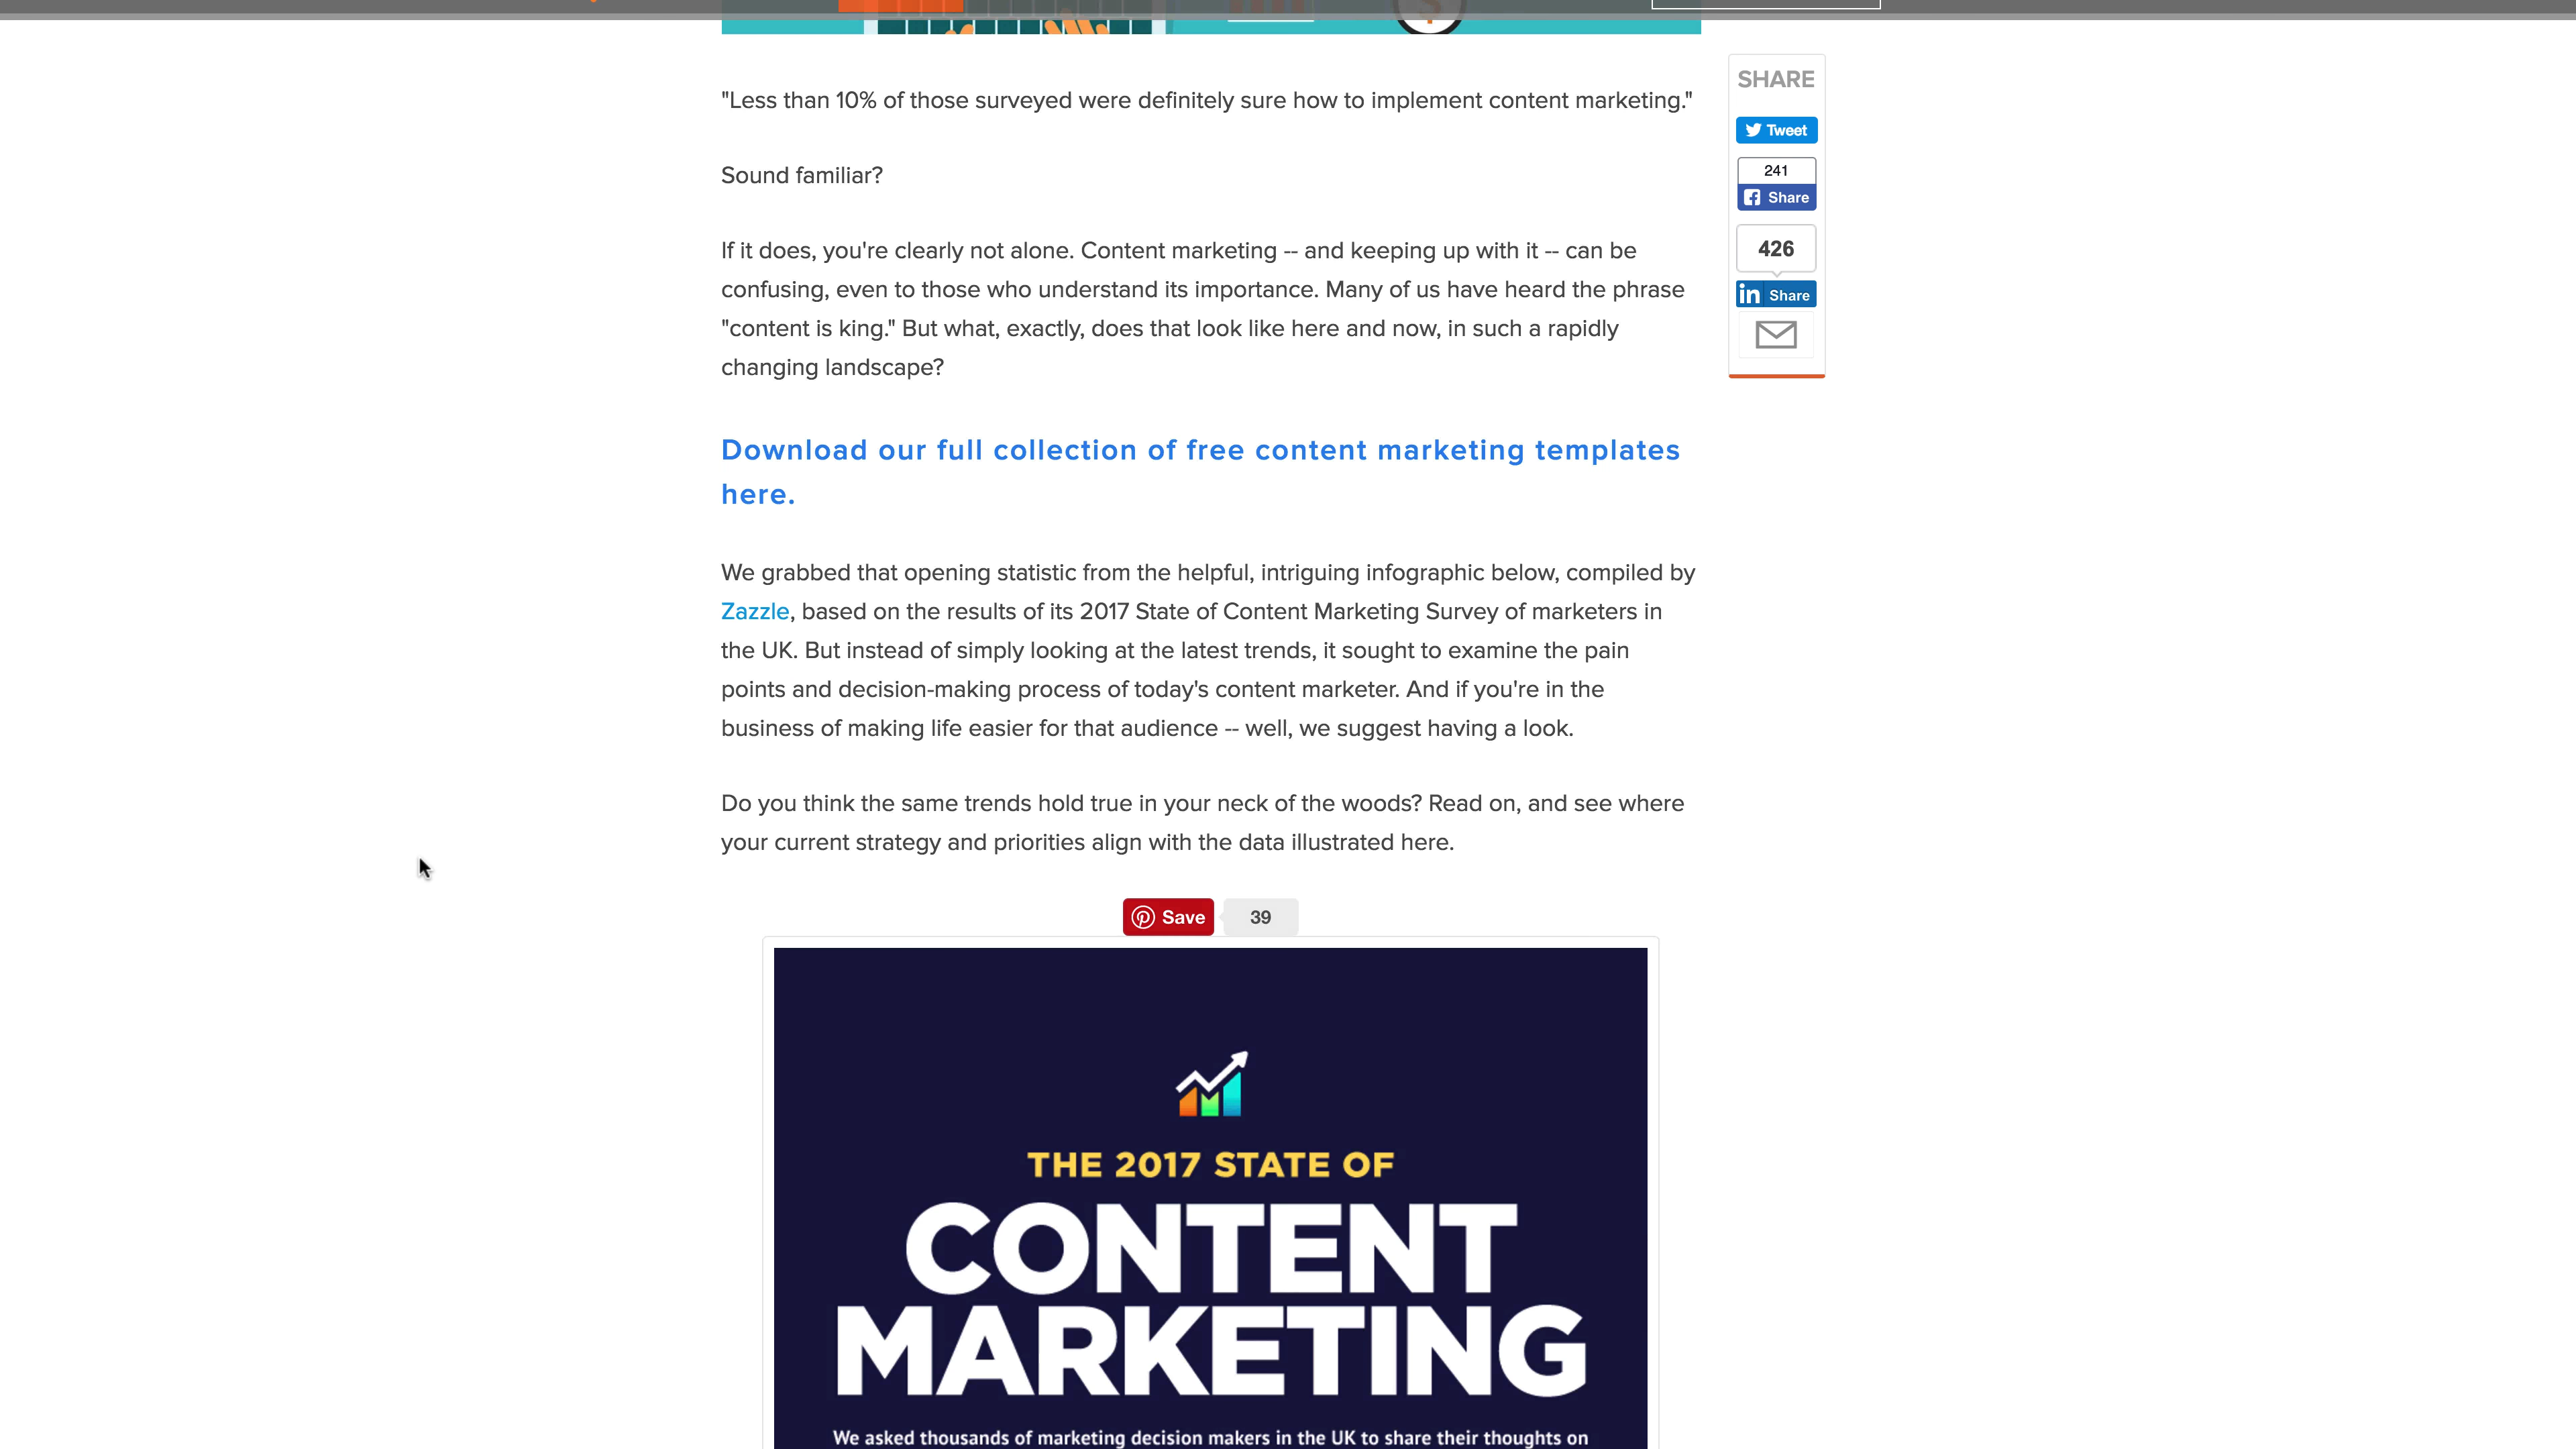 "Less than 10% of those surveyed were definitely sure how to implement content marketing."
Sound familiar?
If it does, you're clearly not alone. Content marketing -- and keeping up with it -- can be
confusing, even to those who understand its importance. Many of us have heard the phrase
"content is king." But what, exactly, does that look like here and now, in such a rapidly
changing landscape?
Download our full collection of free content marketing templates
here.
We grabbed that opening statistic from the helpful, intriguing infographic below, compiled by
Zazzle, based on the results of its 2017 State of Content Marketing Survey of marketers in
the UK. But instead of simply looking at the latest trends, it sought to examine the pain
points and decision-making process of today's content marketer. And if you're in the
business of making life easier for that audience -- well, we suggest having a look.
Do you think the same trends hold true in your neck of the woods? Read on, and see where
your current strategy and priorities align with the data illustrated here.
Save 39
THE 2017 STATE OF
CONTENT
MARKETING
We asked thousands of marketing decision makers in the UK to share their thoughts on
SHARE
Tweet
241
Share
426
in Share